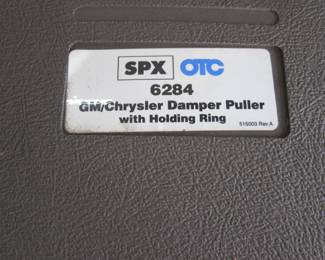 SPX OTC
6284
GM/Chrysler Damper Puller
with Holding Ring
515003 Rev A